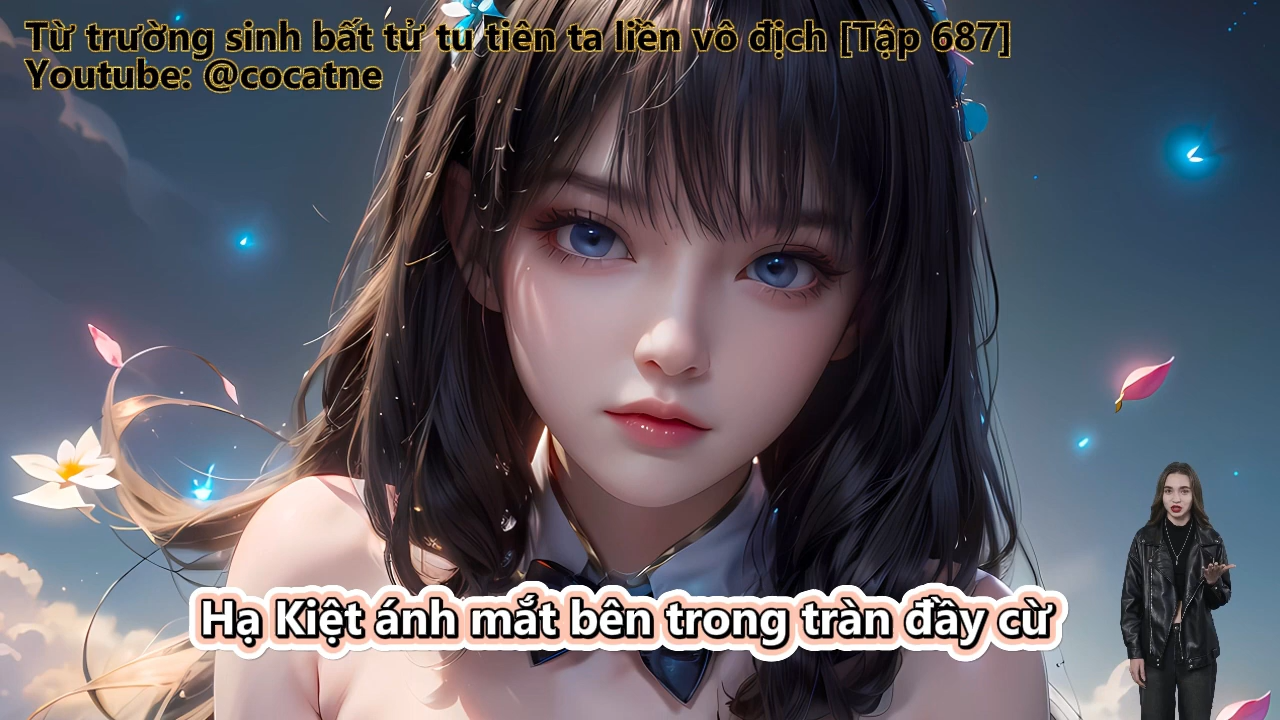 Từ trường sinh bất tử tu tiên ta liền vô địch [Tập 687]
Youtube: @cocatne
Hạ Kiệt ánh mắt bên trong tràn đầy cừ